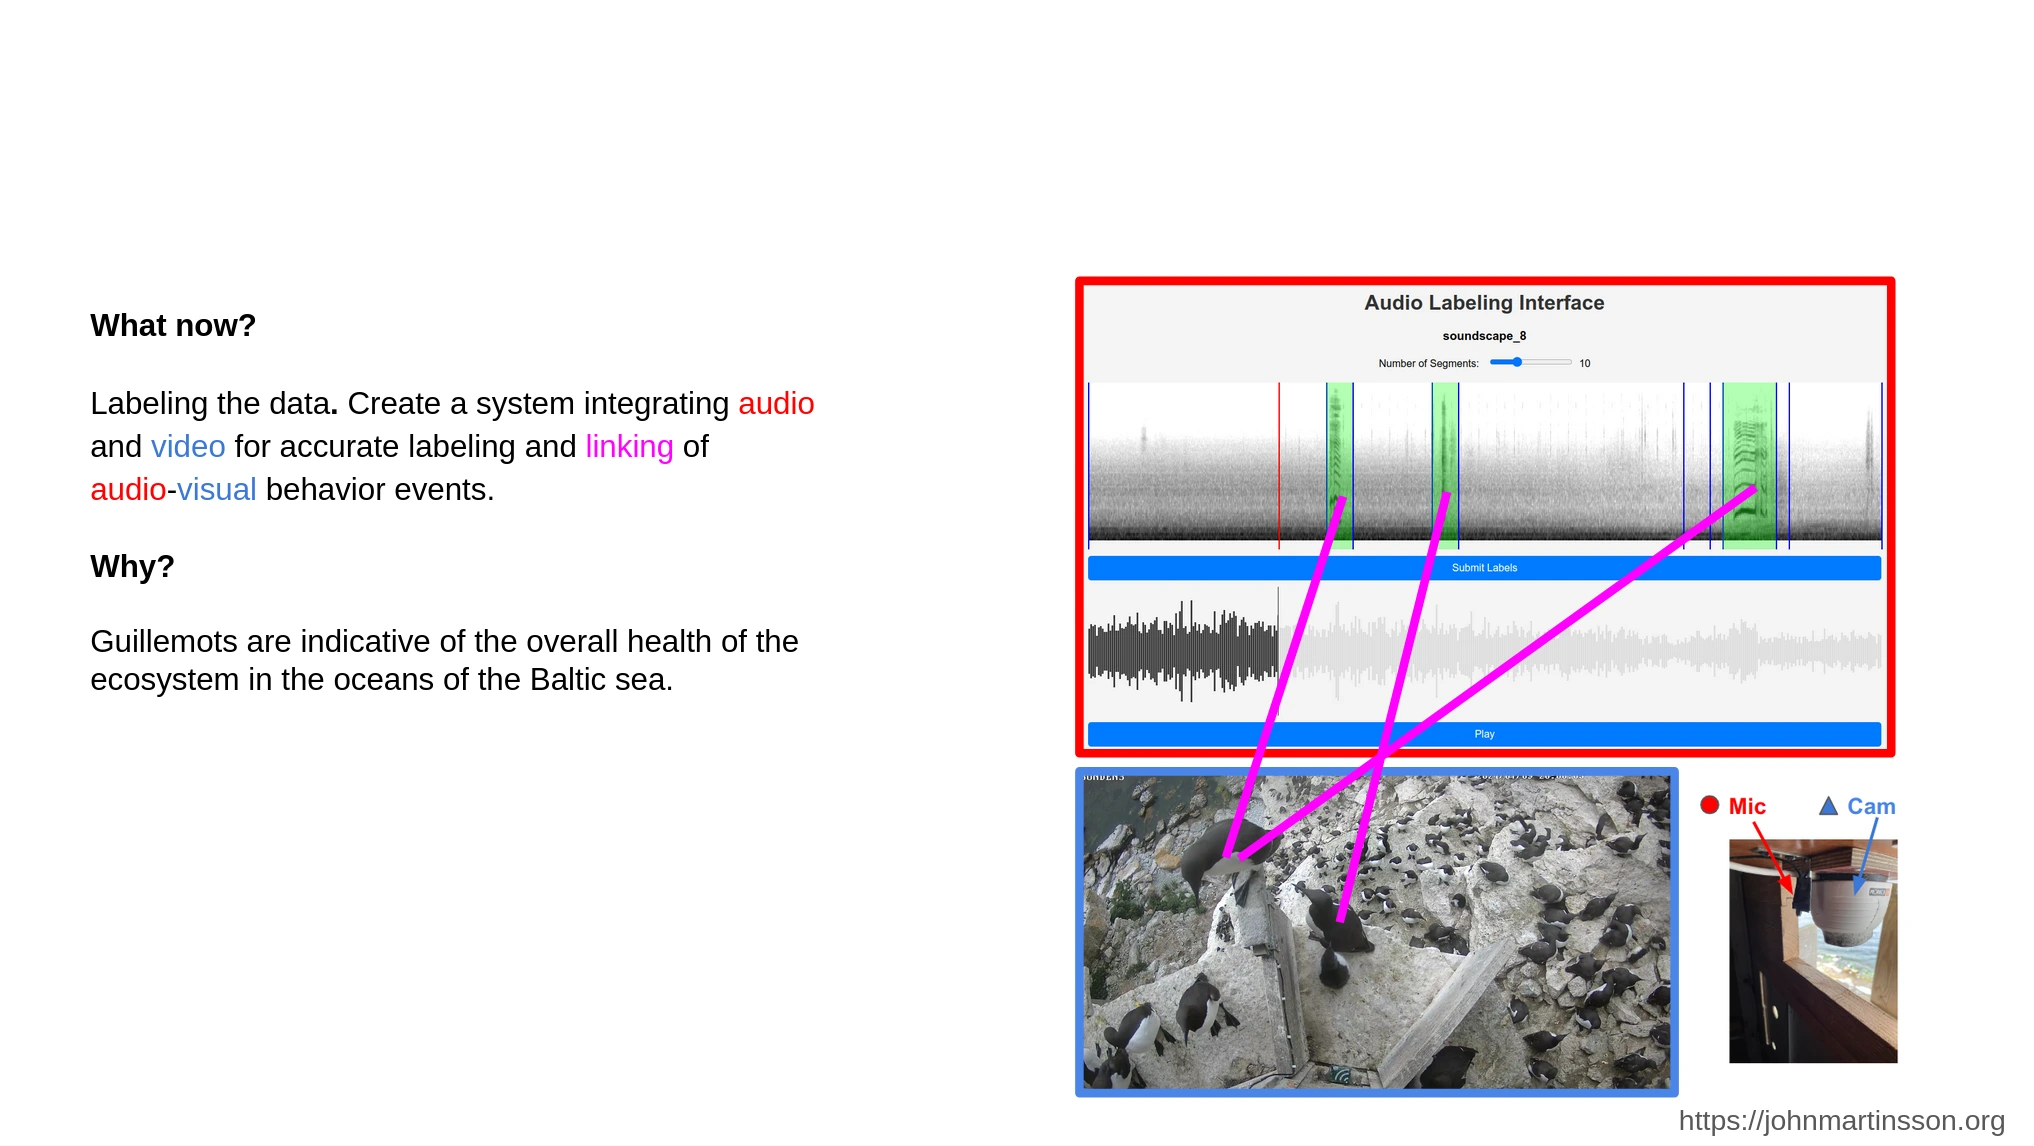 What now?
Labeling the data. Create a system integrating audio
and video for accurate labeling and linking of
audio-visual behavior events.
Why?
Guillemots are indicative of the overall health of the
ecosystem in the oceans of the Baltic sea.
Audio Labeling Interface
soundscape_8
Number of Segments: 10
Submit Labels
Play
Mic
Cam
https://johnmartinsson.org